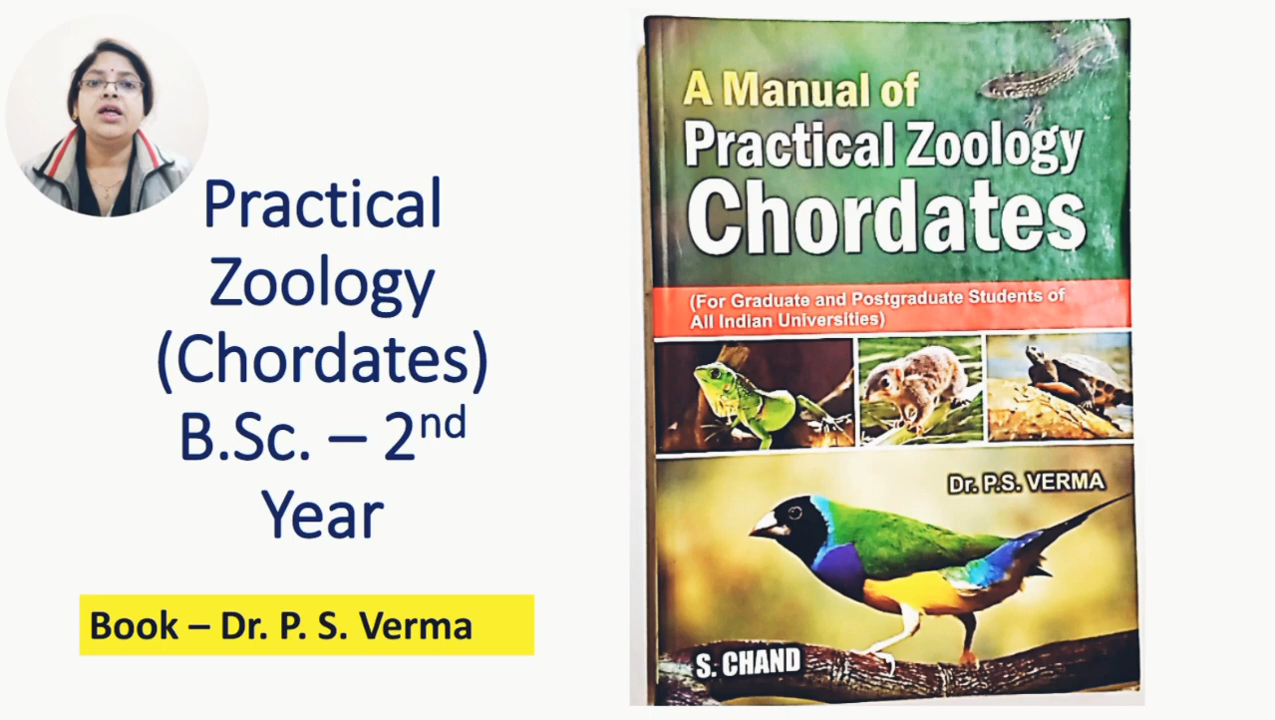 Practical
Zoology
(Chordates)
B.Sc. – 2nd
Year
Book – Dr. P. S. Verma
A Manual of
Practical Zoology
Chordates
(For Graduate and Postgraduate Students of
All Indian Universities)
Dr. P.S. VERMA
S. CHAND